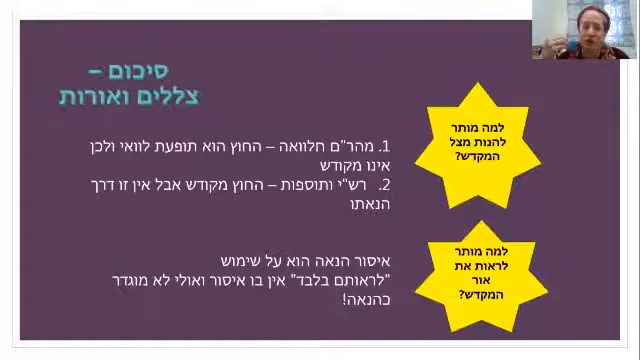 סיכום –
צללים ואורות
למה מותר
להנות מצל
המקדש?
1. מהר"ם חלוואה – החוץ הוא תופעת לוואי ולכן
אינו מקודש
2. רש"י ותוספות – החוץ מקודש אבל אין זו דרך
הנאתו
למה מותר
לראות את
אור
המקדש?
איסור הנאה הוא על שימוש
"לראותם בלבד" אין בו איסור ואולי לא מוגדר
כהנאה!